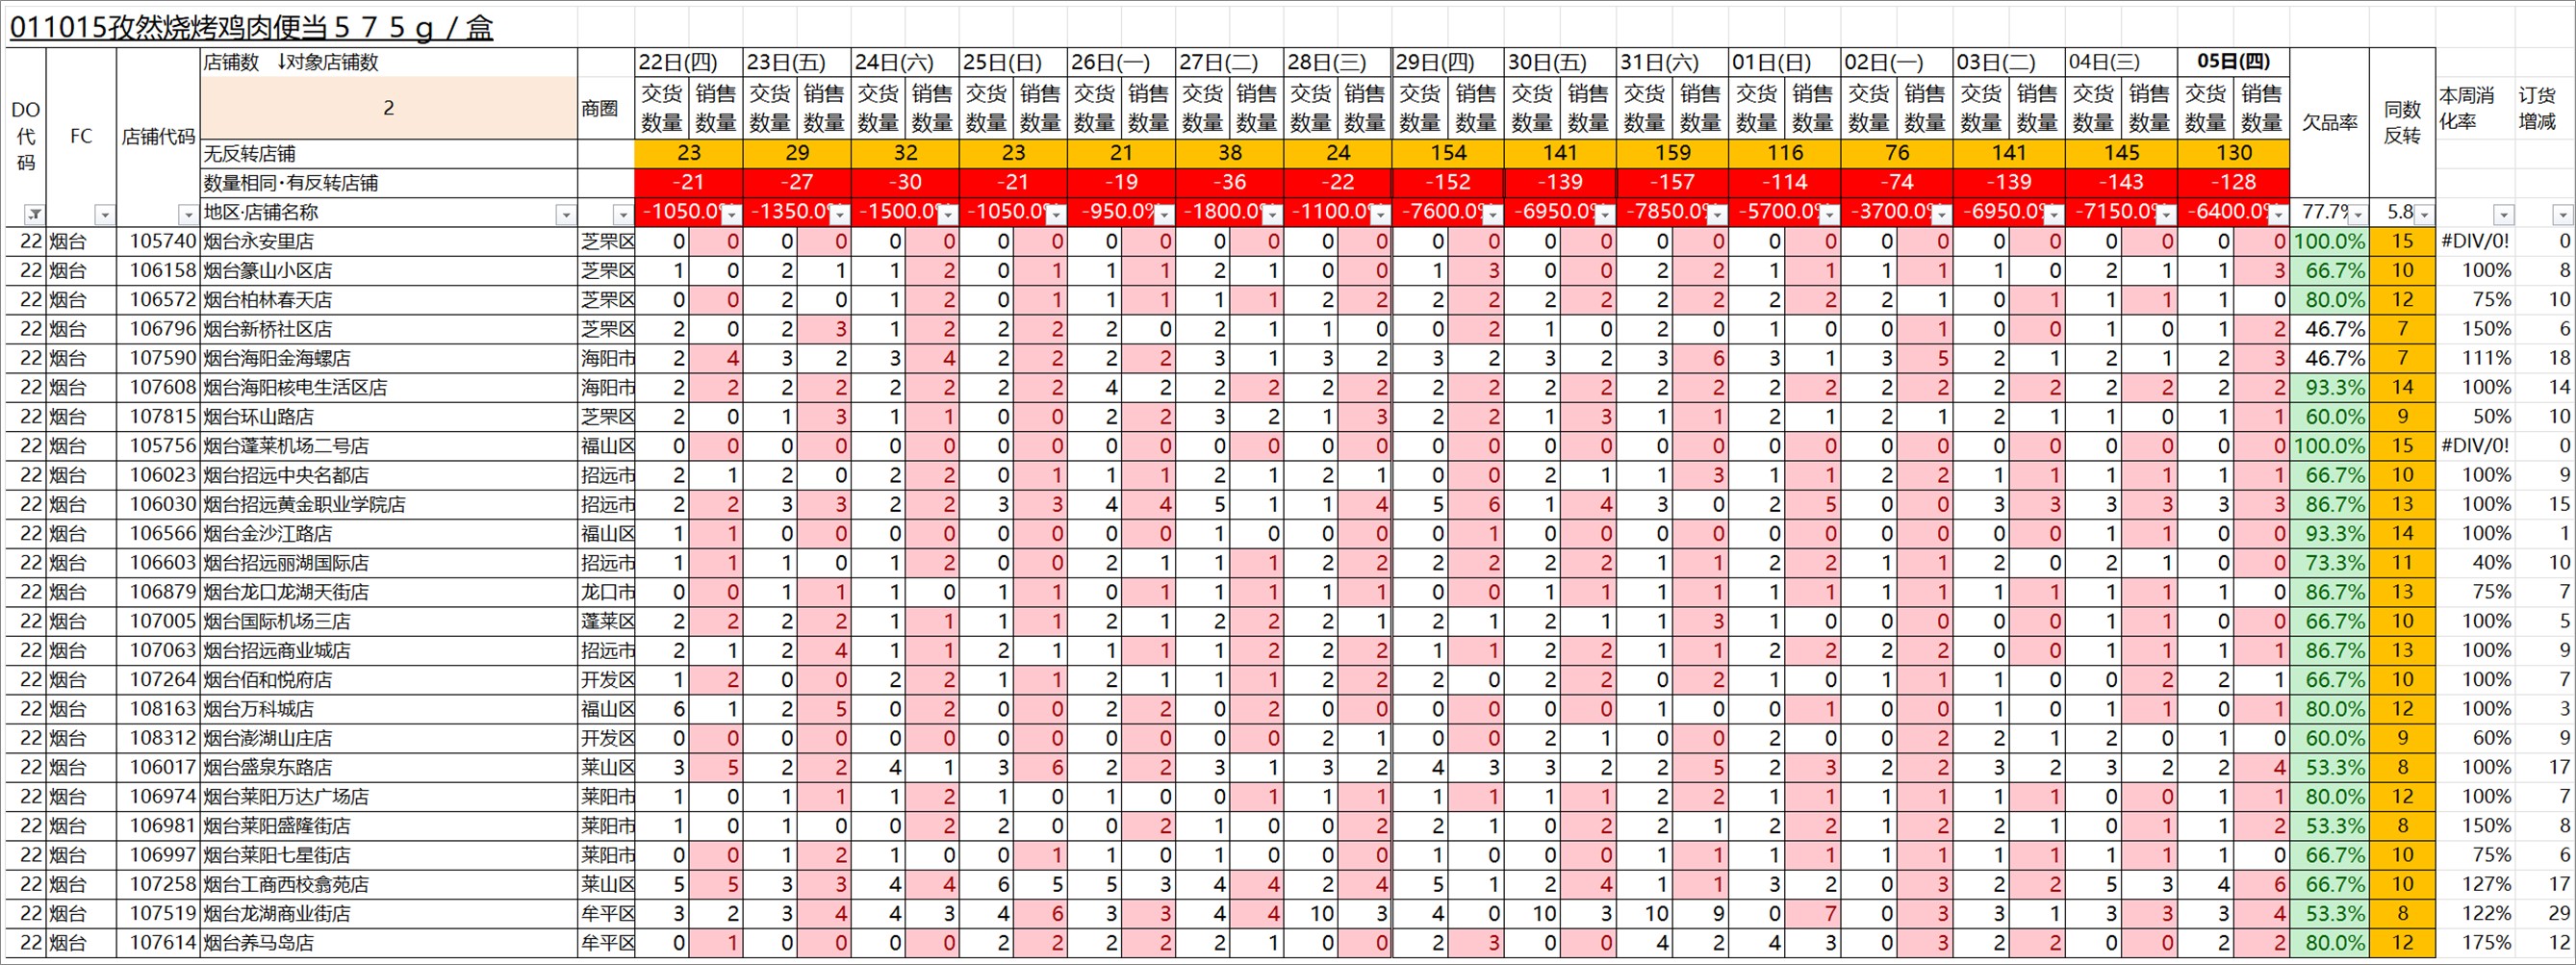 011015孜然烧烤鸡肉便当５７５ｇ／盒
店铺数 ↓对象店铺数 22日(四) 23日(五) 24日(六) 25日(日) 26日(一) 27日(二) 28日(三) 29日(四) 30日(五) 31日(六) 01日(日) 02日(一) 03日(二) 04日(三) 05日(四)
DO代码 FC 店铺代码 2 商圈 交货数量 销售数量 交货数量 销售数量 交货数量 销售数量 交货数量 销售数量 交货数量 销售数量 交货数量 销售数量 交货数量 销售数量 交货数量 销售数量 交货数量 销售数量 交货数量 销售数量 交货数量 销售数量 交货数量 销售数量 交货数量 销售数量 交货数量 销售数量 交货数量 销售数量 欠品率 同数反转 本周消化率 订货增减
无反转店铺 23 29 32 23 21 38 24 154 141 159 116 76 141 145 130
数量相同·有反转店铺 -21 -27 -30 -21 -19 -36 -22 -152 -139 -157 -114 -74 -139 -143 -128
地区·店铺名称 -1050.0% -1350.0% -1500.0% -1050.0% -950.0% -1800.0% -1100.0% -7600.0% -6950.0% -7850.0% -5700.0% -3700.0% -6950.0% -7150.0% -6400.0% 77.7% 5.8
22 烟台 105740 烟台永安里店 芝罘区 0 0 0 0 0 0 0 0 0 0 0 0 0 0 0 0 0 0 0 0 0 0 0 0 0 0 0 0 0 0 100.0% 15 #DIV/0! 0
22 烟台 106158 烟台篆山小区店 芝罘区 1 0 2 1 1 2 0 1 1 1 2 1 0 0 1 3 0 0 2 2 1 1 1 1 1 0 2 1 1 3 66.7% 10 100% 8
22 烟台 106572 烟台柏林春天店 芝罘区 0 0 2 0 1 2 0 1 1 1 1 1 2 2 2 2 2 2 2 2 2 2 2 1 0 1 1 1 1 0 80.0% 12 75% 10
22 烟台 106796 烟台新桥社区店 芝罘区 2 0 2 3 1 2 2 2 2 0 2 1 1 0 0 2 1 0 2 0 1 0 0 1 0 0 1 0 1 2 46.7% 7 150% 6
22 烟台 107590 烟台海阳金海螺店 海阳市 2 4 3 2 3 4 2 2 2 2 3 1 3 2 3 2 3 2 3 6 3 1 3 5 2 1 2 1 2 3 46.7% 7 111% 18
22 烟台 107608 烟台海阳核电生活区店 海阳市 2 2 2 2 2 2 2 2 4 2 2 2 2 2 2 2 2 2 2 2 2 2 2 2 2 2 2 2 2 2 93.3% 14 100% 14
22 烟台 107815 烟台环山路店 芝罘区 2 0 1 3 1 1 0 0 2 2 3 2 1 3 2 2 1 3 1 1 2 1 2 1 2 1 1 0 1 1 60.0% 9 50% 10
22 烟台 105756 烟台蓬莱机场二号店 福山区 0 0 0 0 0 0 0 0 0 0 0 0 0 0 0 0 0 0 0 0 0 0 0 0 0 0 0 0 0 0 100.0% 15 #DIV/0! 0
22 烟台 106023 烟台招远中央名都店 招远市 2 1 2 0 2 2 0 1 1 1 2 1 2 1 0 0 2 1 1 3 1 1 2 2 1 1 1 1 1 1 66.7% 10 100% 9
22 烟台 106030 烟台招远黄金职业学院店 招远市 2 2 3 3 2 2 3 3 4 4 5 1 1 4 5 6 1 4 3 0 2 5 0 0 3 3 3 3 3 3 86.7% 13 100% 15
22 烟台 106566 烟台金沙江路店 福山区 1 1 0 0 0 0 0 0 0 0 1 0 0 0 0 1 0 0 0 0 0 0 0 0 0 0 1 1 0 0 93.3% 14 100% 1
22 烟台 106603 烟台招远丽湖国际店 招远市 1 1 1 0 1 2 0 0 2 1 1 1 2 2 2 2 2 2 1 1 2 2 1 1 2 0 2 1 0 0 73.3% 11 40% 10
22 烟台 106879 烟台龙口龙湖天街店 龙口市 0 0 1 1 1 0 1 1 0 1 1 1 1 1 0 0 1 1 1 1 1 1 1 1 1 1 1 1 1 0 86.7% 13 75% 7
22 烟台 107005 烟台国际机场三店 蓬莱区 2 2 2 2 1 1 1 1 2 1 2 2 2 1 2 1 2 1 1 3 1 0 0 0 0 0 1 1 0 0 66.7% 10 100% 5
22 烟台 107063 烟台招远商业城店 招远市 2 1 2 4 1 1 2 1 1 1 1 2 2 2 1 1 2 2 1 1 2 2 2 2 0 0 1 1 1 1 86.7% 13 100% 9
22 烟台 107264 烟台佰和悦府店 开发区 1 2 0 0 2 2 1 1 2 1 1 1 2 2 2 0 2 2 0 2 1 0 1 1 1 0 0 2 2 1 66.7% 10 100% 7
22 烟台 108163 烟台万科城店 福山区 6 1 2 5 0 2 0 0 2 2 0 2 0 0 0 0 0 0 1 0 0 1 0 0 1 0 1 1 0 1 80.0% 12 100% 3
22 烟台 108312 烟台澎湖山庄店 开发区 0 0 0 0 0 0 0 0 0 0 0 0 2 1 0 0 2 1 0 0 2 0 0 2 2 1 2 0 1 0 60.0% 9 60% 9
22 烟台 106017 烟台盛泉东路店 莱山区 3 5 2 2 4 1 3 6 2 2 3 1 3 2 4 3 3 2 2 5 2 3 2 2 3 2 3 2 2 4 53.3% 8 100% 17
22 烟台 106974 烟台莱阳万达广场店 莱阳市 1 0 1 1 1 2 1 0 1 0 0 1 1 1 1 1 1 1 2 2 1 1 1 1 1 1 0 0 1 1 80.0% 12 100% 7
22 烟台 106981 烟台莱阳盛隆街店 莱阳市 1 0 1 0 0 2 2 0 0 2 1 0 0 2 2 1 0 2 2 1 2 2 1 2 2 1 0 1 1 2 53.3% 8 150% 8
22 烟台 106997 烟台莱阳七星街店 莱阳市 0 0 1 2 1 0 0 1 1 0 1 0 0 0 1 0 0 0 1 1 1 1 1 1 1 1 1 1 1 0 66.7% 10 75% 6
22 烟台 107258 烟台工商西校翕苑店 莱山区 5 5 3 3 4 4 6 5 5 3 4 4 2 4 5 1 2 4 1 1 3 2 0 3 2 2 5 3 4 6 66.7% 10 127% 17
22 烟台 107519 烟台龙湖商业街店 牟平区 3 2 3 4 4 3 4 6 3 3 4 4 10 3 4 0 10 3 10 9 0 7 0 3 3 1 3 3 3 4 53.3% 8 122% 29
22 烟台 107614 烟台养马岛店 牟平区 0 1 0 0 0 0 2 2 2 2 2 1 0 0 2 3 0 0 4 2 4 3 0 3 2 2 0 0 2 2 80.0% 12 175% 12